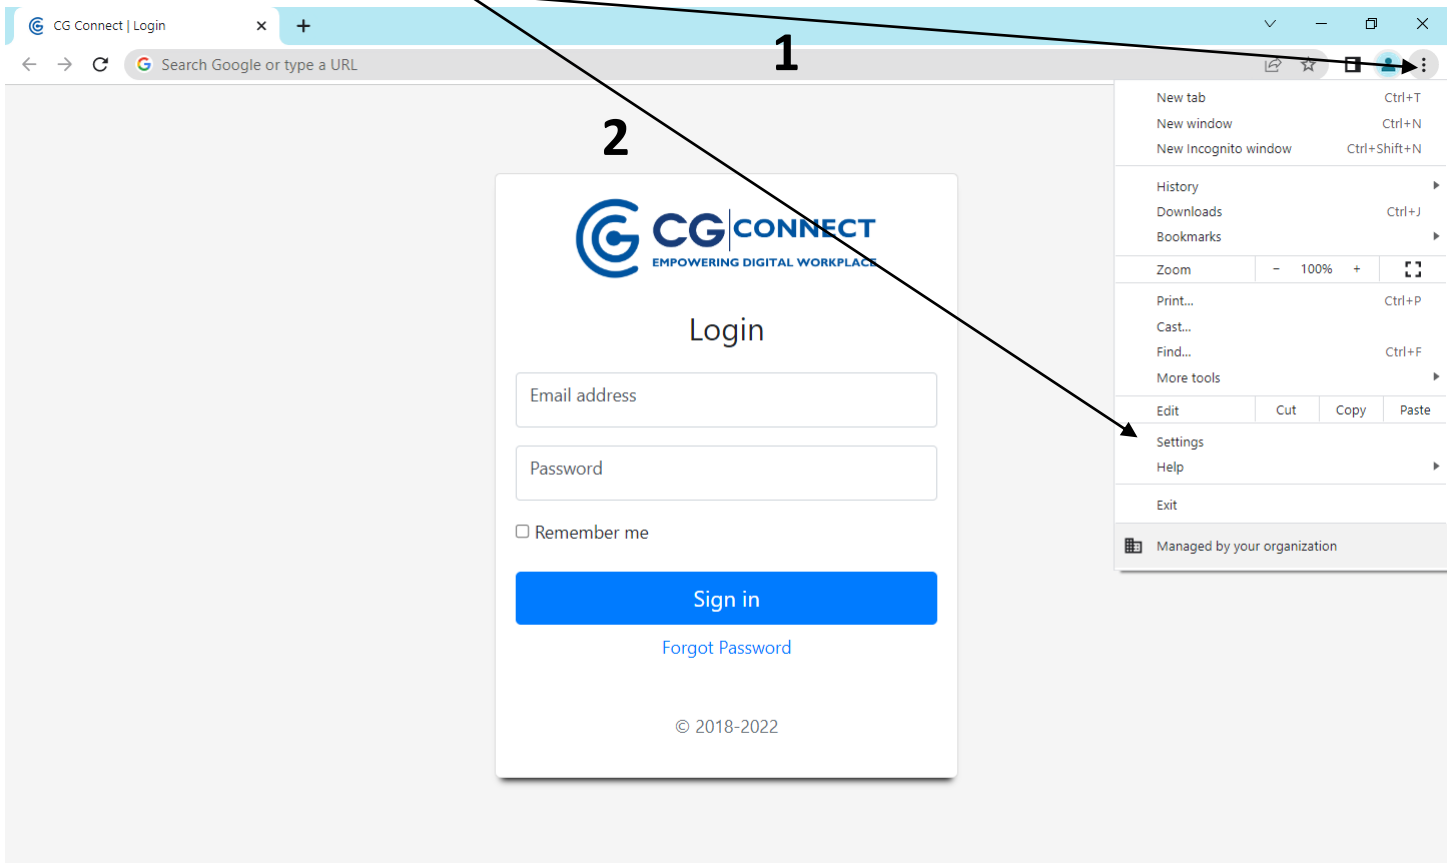 CG Connect | Login
1
Search Google or type a URL
2
CG CONNECT
EMPOWERING DIGITAL WORKPLACE
Login
Email address
Password
Remember me
Sign in
Forgot Password
© 2018-2022
New tab Ctrl+T
New window Ctrl+N
New Incognito window Ctrl+Shift+N
History
Downloads Ctrl+J
Bookmarks
Zoom - 100% +
Print... Ctrl+P
Cast...
Find... Ctrl+F
More tools
Edit Cut Copy Paste
Settings
Help
Exit
Managed by your organization